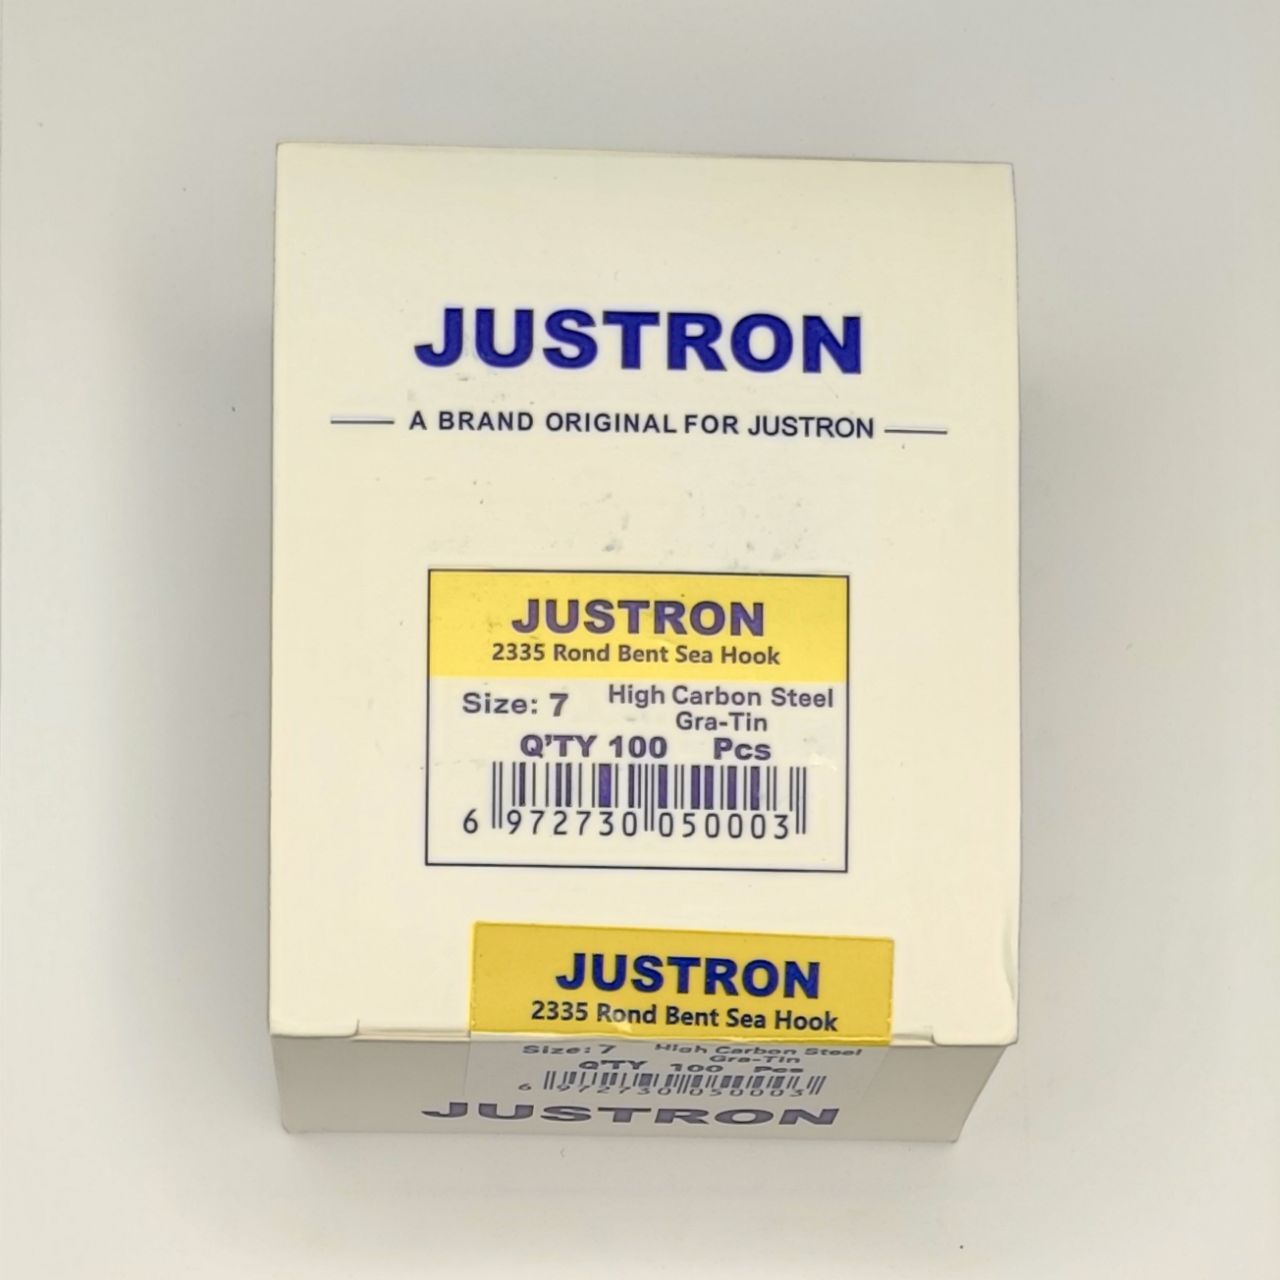 JUSTRON
A BRAND ORIGINAL FOR JUSTRON
JUSTRON
2335 Rond Bent Sea Hook
Size: 7 High Carbon Steel
Gra-Tin
Q'TY 100 Pcs
6 972730 050003
JUSTRON
2335 Rond Bent Sea Hook
Size: 7 High Carbon Steel
Gra-Tin
Q'TY 100 Pcs
6 972730 050003
JUSTRON